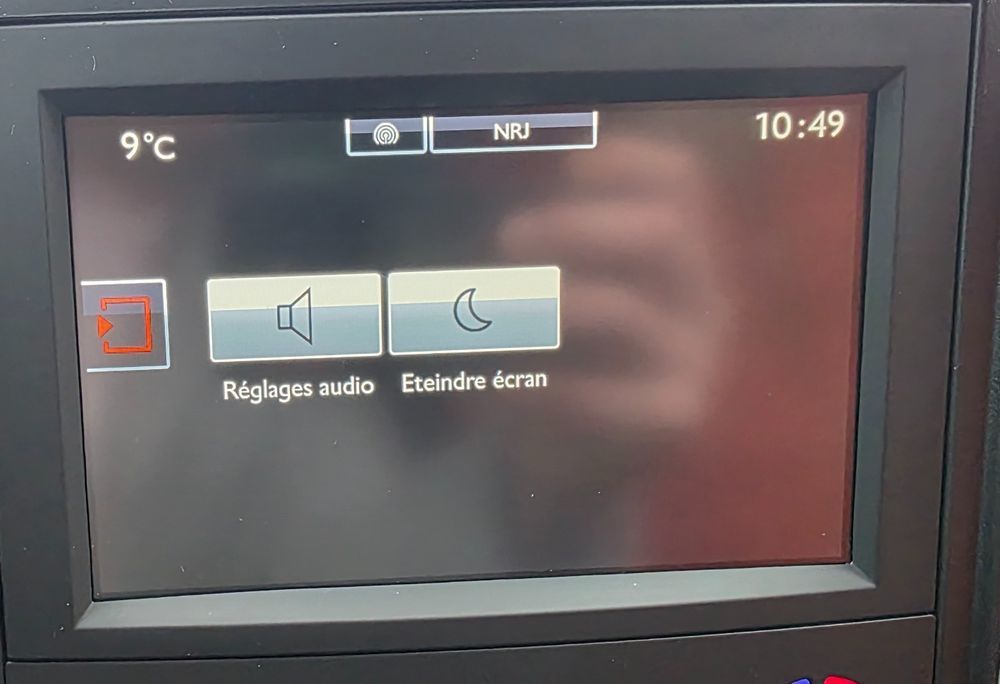 9°C
NRJ
10:49
Réglages audio
Eteindre écran